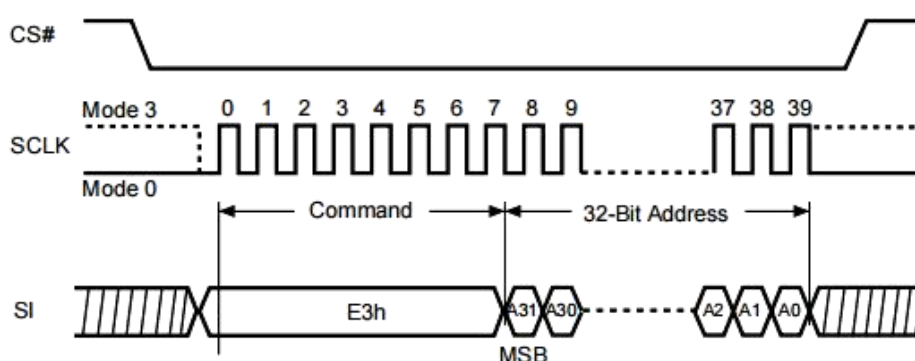 CS#
Mode 3
0 1 2 3 4 5 6 7 8 9 37 38 39
SCLK
Mode 0
Command 32-Bit Address
SI E3h A31 A30 A2 A1 A0
MSB